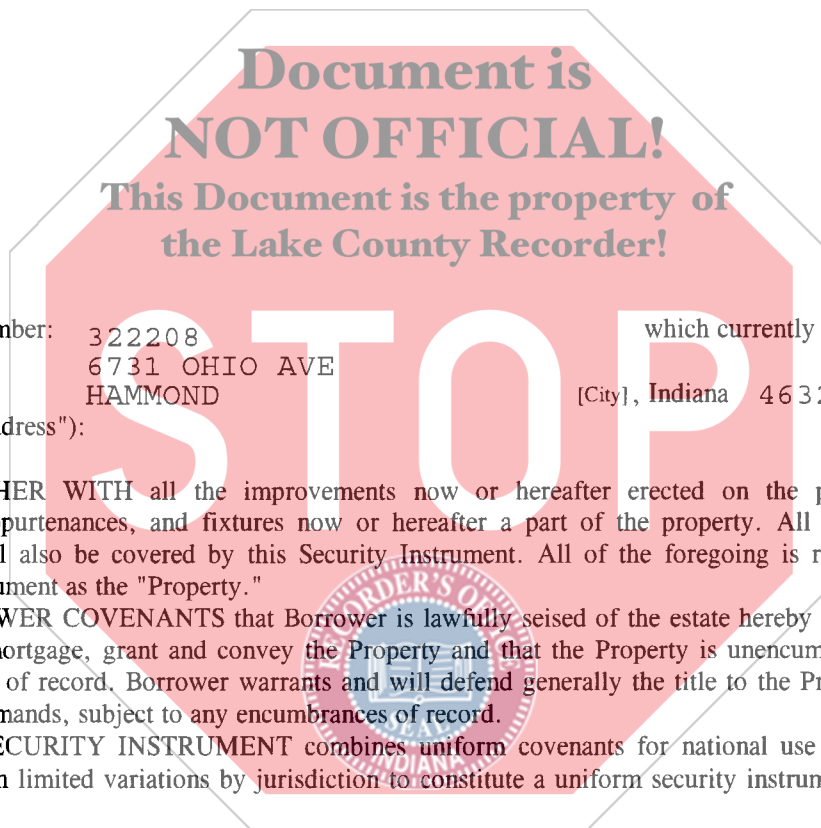 Document is
NOT OFFICIAL!
This Document is the property of
the Lake County Recorder!
STOP
mber: 322208 which currently
6731 OHIO AVE
HAMMOND [City], Indiana 4632
dress"):
HER WITH all the improvements now or hereafter erected on the p
purtenances, and fixtures now or hereafter a part of the property. All
l also be covered by this Security Instrument. All of the foregoing is r
ument as the "Property."
WER COVENANTS that Borrower is lawfully seised of the estate hereby
ortgage, grant and convey the Property and that the Property is unencum
of record. Borrower warrants and will defend generally the title to the Pr
mands, subject to any encumbrances of record.
ECURITY INSTRUMENT combines uniform covenants for national use
n limited variations by jurisdiction to constitute a uniform security instrum
RECORDER'S OFFICE
SEAL
INDIANA